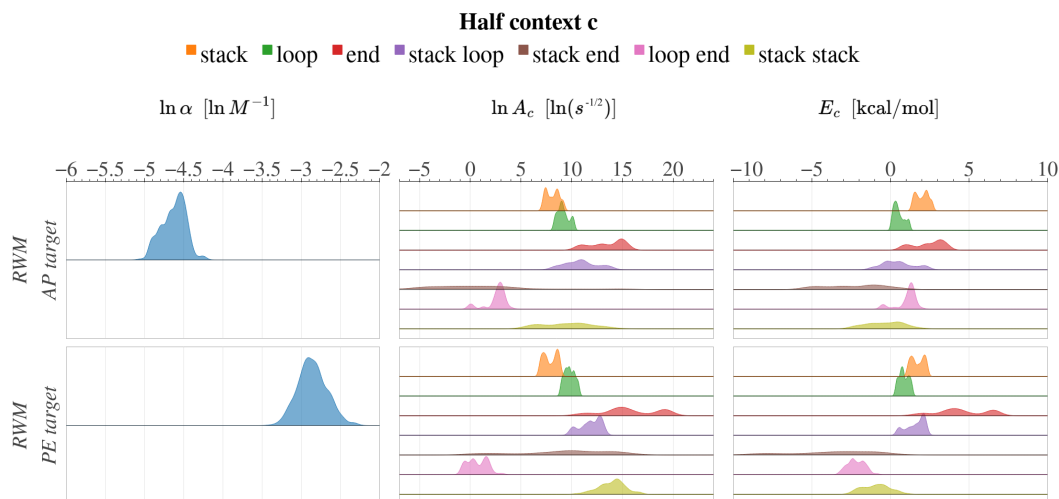 Half context c
stack loop end stack loop stack end loop end stack stack
ln α [ln M⁻¹] ln A_c [ln(s^{-1/2})] E_c [kcal/mol]
−6 −5.5 −5 −4.5 −4 −3.5 −3 −2.5 −2 −5 0 5 10 15 20 −10 −5 0 5 10
RWM
AP target
RWM
PE target